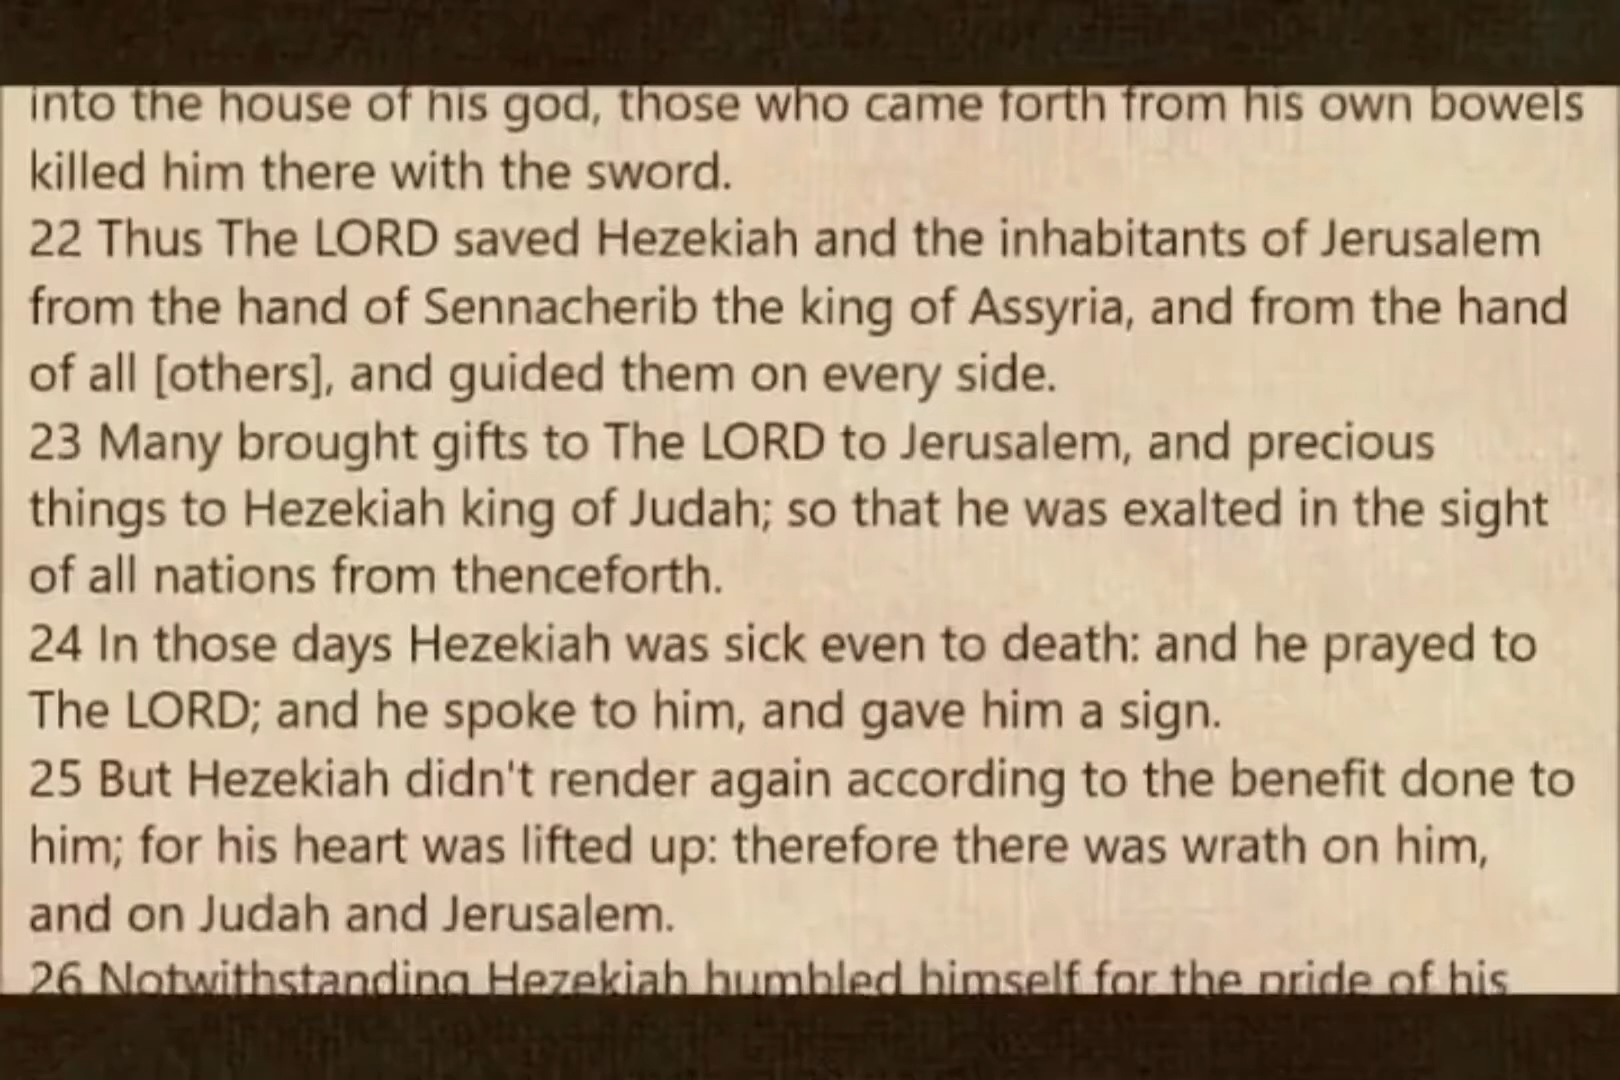 into the house of his god, those who came forth from his own bowels
killed him there with the sword.
22 Thus The LORD saved Hezekiah and the inhabitants of Jerusalem
from the hand of Sennacherib the king of Assyria, and from the hand
of all [others], and guided them on every side.
23 Many brought gifts to The LORD to Jerusalem, and precious
things to Hezekiah king of Judah; so that he was exalted in the sight
of all nations from thenceforth.
24 In those days Hezekiah was sick even to death: and he prayed to
The LORD; and he spoke to him, and gave him a sign.
25 But Hezekiah didn't render again according to the benefit done to
him; for his heart was lifted up: therefore there was wrath on him,
and on Judah and Jerusalem.
26 Notwithstanding Hezekiah humbled himself for the pride of his